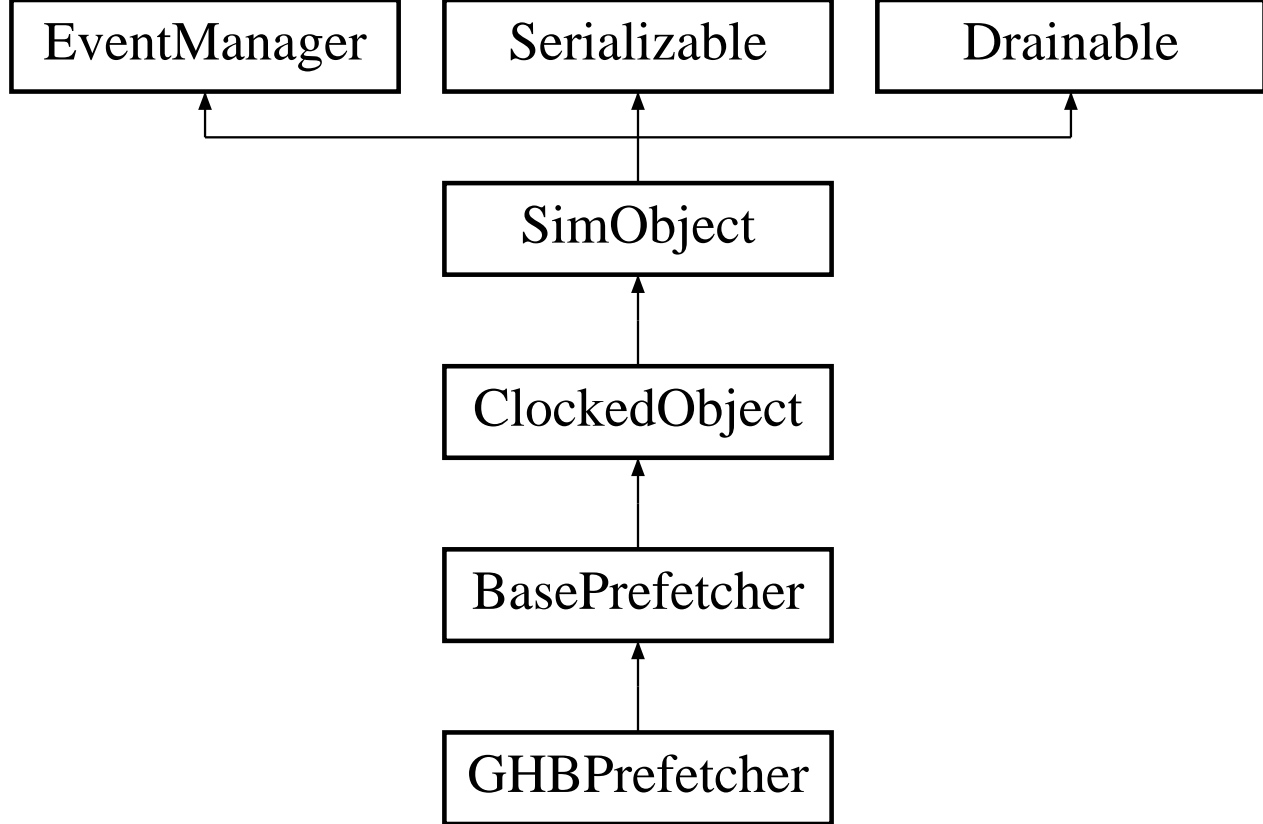 EventManager
Serializable
Drainable
SimObject
ClockedObject
BasePrefetcher
GHBPrefetcher